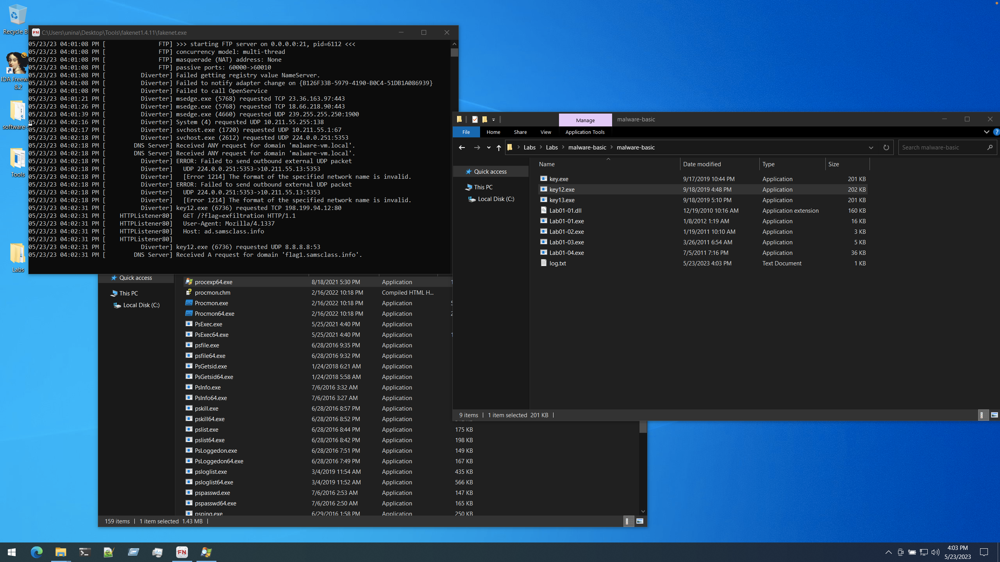 Recycle B
IDA Freewa
8.2
software-s
Tools
Labs
FN C:\Users\unina\Desktop\Tools\fakenet1.4.11\fakenet.exe
05/23/23 04:01:08 PM [ FTP] >>> starting FTP server on 0.0.0.0:21, pid=6112 <<<
05/23/23 04:01:08 PM [ FTP] concurrency model: multi-thread
05/23/23 04:01:08 PM [ FTP] masquerade (NAT) address: None
05/23/23 04:01:08 PM [ FTP] passive ports: 60000->60010
05/23/23 04:01:08 PM [ Diverter] Failed getting registry value NameServer.
05/23/23 04:01:08 PM [ Diverter] Failed to notify adapter change on {B126F33B-5979-4190-B0C4-51DB1A086939}
05/23/23 04:01:08 PM [ Diverter] Failed to call OpenService
05/23/23 04:01:21 PM [ Diverter] msedge.exe (5768) requested TCP 23.36.163.97:443
05/23/23 04:01:26 PM [ Diverter] msedge.exe (5768) requested TCP 18.66.218.90:443
05/23/23 04:01:39 PM [ Diverter] msedge.exe (4660) requested UDP 239.255.255.250:1900
05/23/23 04:02:16 PM [ Diverter] System (4) requested UDP 10.211.55.255:138
05/23/23 04:02:17 PM [ Diverter] svchost.exe (1720) requested UDP 10.211.55.1:67
05/23/23 04:02:18 PM [ Diverter] svchost.exe (2612) requested UDP 224.0.0.251:5353
05/23/23 04:02:18 PM [ DNS Server] Received ANY request for domain 'malware-vm.local'.
05/23/23 04:02:18 PM [ DNS Server] Received ANY request for domain 'malware-vm.local'.
05/23/23 04:02:18 PM [ Diverter] ERROR: Failed to send outbound external UDP packet
05/23/23 04:02:18 PM [ Diverter] UDP 224.0.0.251:5353->10.211.55.13:5353
05/23/23 04:02:18 PM [ Diverter] [Error 1214] The format of the specified network name is invalid.
05/23/23 04:02:18 PM [ Diverter] ERROR: Failed to send outbound external UDP packet
05/23/23 04:02:18 PM [ Diverter] UDP 224.0.0.251:5353->10.211.55.13:5353
05/23/23 04:02:18 PM [ Diverter] [Error 1214] The format of the specified network name is invalid.
05/23/23 04:02:31 PM [ Diverter] key12.exe (6736) requested TCP 198.199.94.12:80
05/23/23 04:02:31 PM [ HTTPListener80] GET /?flag=exfiltration HTTP/1.1
05/23/23 04:02:31 PM [ HTTPListener80] User-Agent: Mozilla/4.1337
05/23/23 04:02:31 PM [ HTTPListener80] Host: ad.samsclass.info
05/23/23 04:02:31 PM [ HTTPListener80]
05/23/23 04:02:31 PM [ Diverter] key12.exe (6736) requested UDP 8.8.8.8:53
05/23/23 04:02:31 PM [ DNS Server] Received A request for domain 'flag1.samsclass.info'.
Manage malware-basic
File Home Share View Application Tools
Labs Labs malware-basic malware-basic Search malware-basic
Name Date modified Type Size
Quick access
This PC
Local Disk (C:)
key.exe 9/17/2019 10:44 PM Application 201 KB
key12.exe 9/18/2019 4:48 PM Application 202 KB
key13.exe 9/18/2019 5:10 PM Application 201 KB
Lab01-01.dll 12/19/2010 10:16 AM Application extension 160 KB
Lab01-01.exe 1/8/2012 1:19 AM Application 16 KB
Lab01-02.exe 1/19/2011 10:10 AM Application 3 KB
Lab01-03.exe 3/26/2011 6:54 AM Application 5 KB
Lab01-04.exe 7/5/2011 7:16 PM Application 36 KB
log.txt 5/23/2023 4:03 PM Text Document 1 KB
9 items 1 item selected 201 KB
Quick access
This PC
Local Disk (C:)
procexp64.exe 8/18/2021 5:30 PM Application 1
procmon.chm 2/16/2022 10:18 PM Compiled HTML H...
Procmon.exe 2/16/2022 10:18 PM Application 5
Procmon64.exe 2/16/2022 10:18 PM Application 2
PsExec.exe 5/25/2021 4:40 PM Application
PsExec64.exe 5/25/2021 4:40 PM Application 1
psfile.exe 6/28/2016 9:35 PM Application
psfile64.exe 6/28/2016 9:32 PM Application
PsGetsid.exe 1/24/2018 6:21 AM Application
PsGetsid64.exe 1/24/2018 5:58 AM Application
PsInfo.exe 7/6/2016 3:32 AM Application
PsInfo64.exe 7/6/2016 3:27 AM Application
pskill.exe 6/28/2016 8:57 PM Application
pskill64.exe 6/28/2016 8:52 PM Application
pslist.exe 6/28/2016 8:44 PM Application 175 KB
pslist64.exe 6/28/2016 8:42 PM Application 198 KB
PsLoggedon.exe 6/28/2016 7:51 PM Application 149 KB
PsLoggedon64.exe 6/28/2016 7:49 PM Application 167 KB
psloglist.exe 3/4/2019 11:54 AM Application 435 KB
psloglist64.exe 3/4/2019 11:52 AM Application 566 KB
pspasswd.exe 7/6/2016 2:53 AM Application 147 KB
pspasswd64.exe 7/6/2016 2:50 AM Application 165 KB
psping.exe 6/29/2016 1:58 PM Application 250 KB
159 items 1 item selected 1.43 MB
FN
4:03 PM
5/23/2023